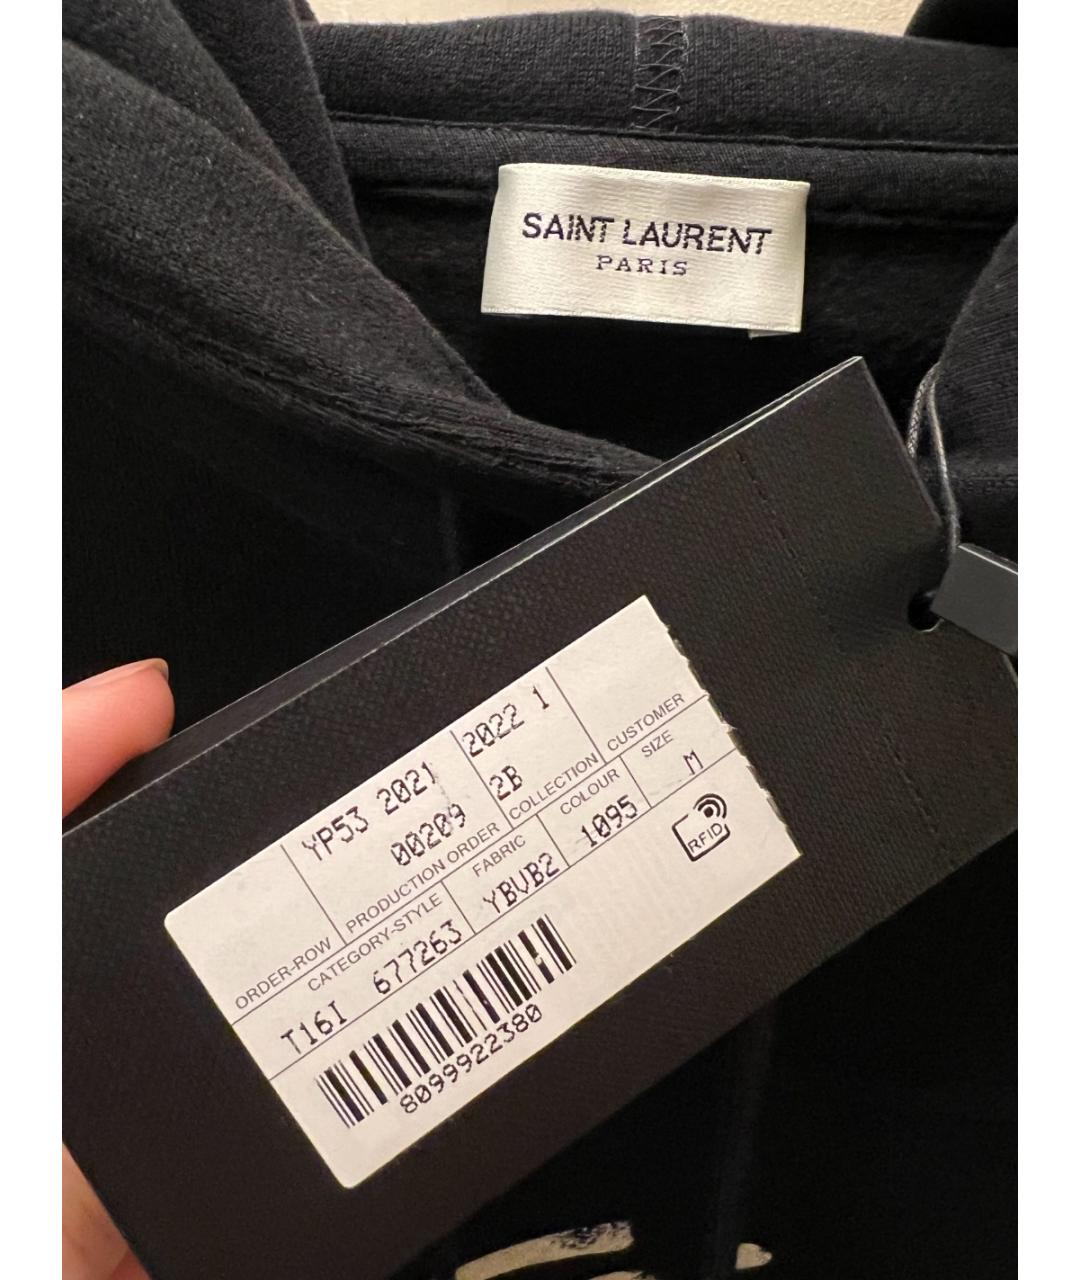 SAINT LAURENT
PARIS
YP53 2021
2022 1
00209
2B
ORDER-ROW
PRODUCTION ORDER
COLLECTION
CUSTOMER
CATEGORY-STYLE
FABRIC
COLOUR
SIZE
T16I 677263
YBVB2
1095
M
RFID
8099922380